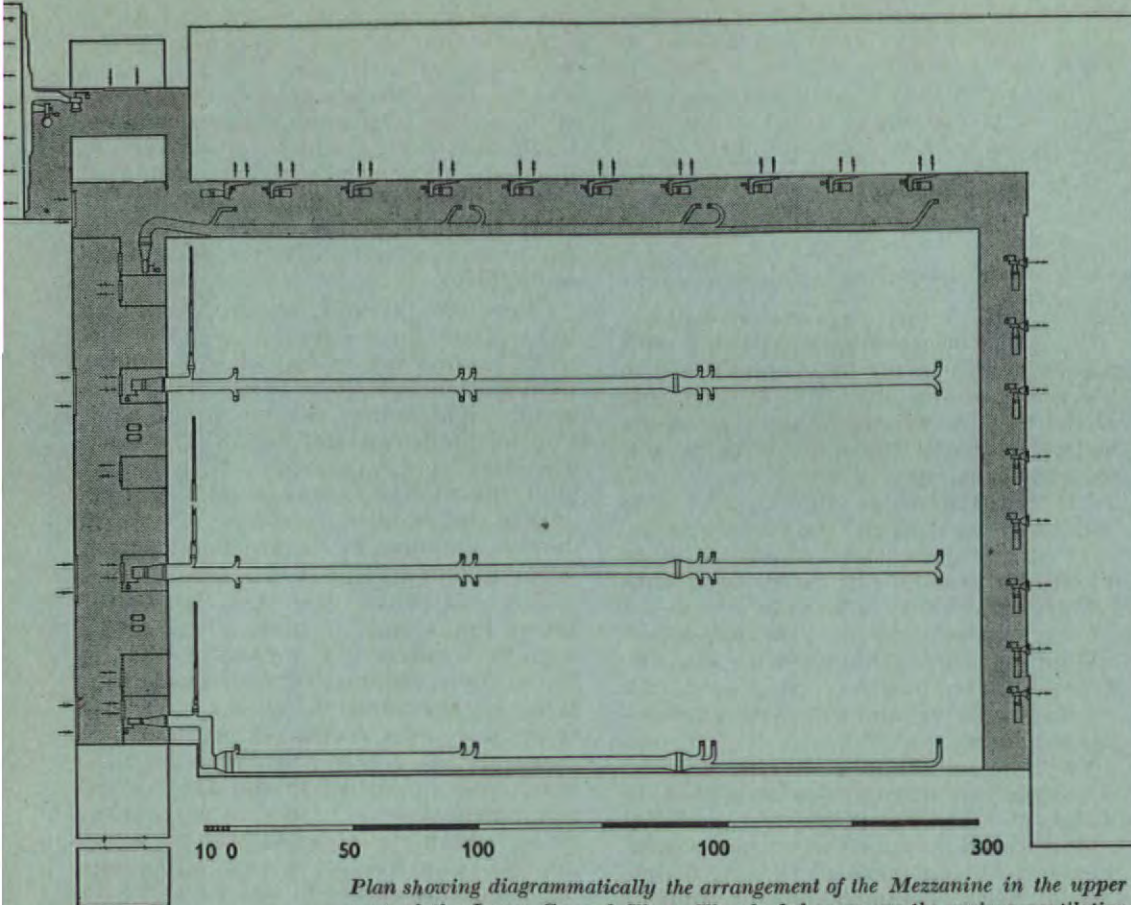 10 0 50 100 100 300
Plan showing diagrammatically the arrangement of the Mezzanine in the upper